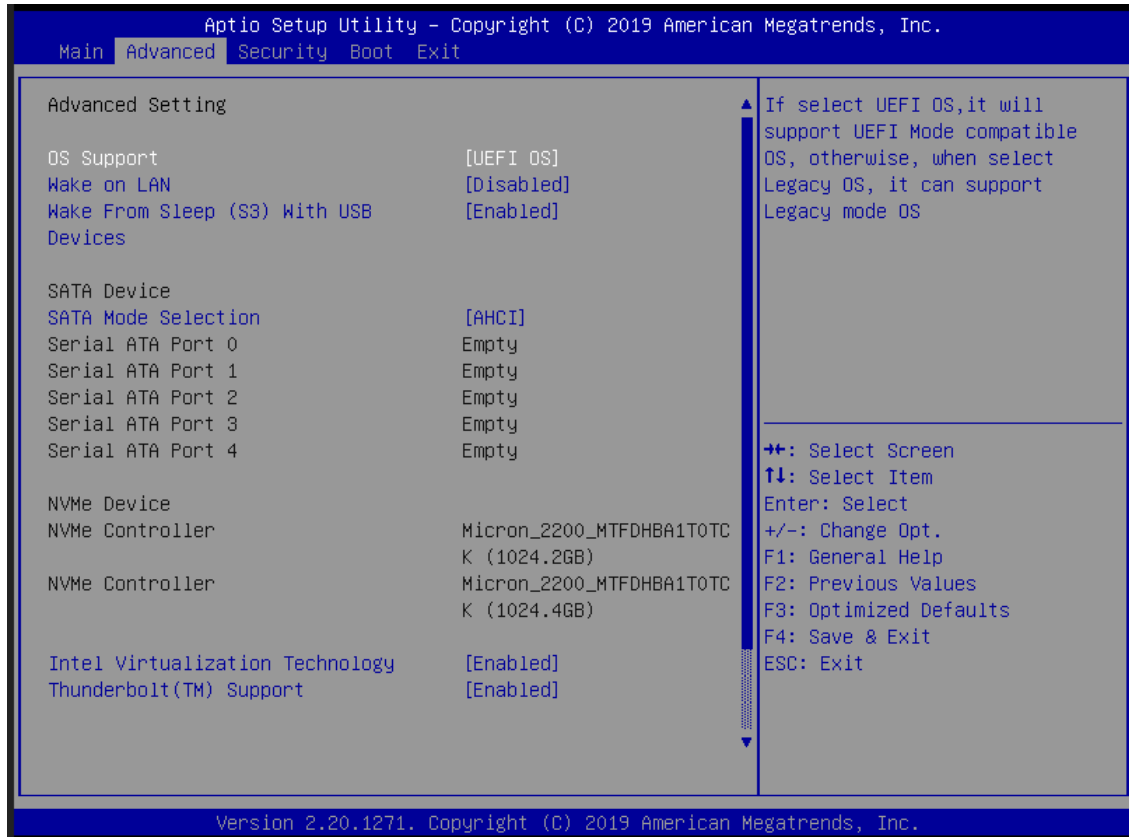 Aptio Setup Utility – Copyright (C) 2019 American Megatrends, Inc.
Main Advanced Security Boot Exit
Advanced Setting
OS Support [UEFI OS]
Wake on LAN [Disabled]
Wake From Sleep (S3) With USB [Enabled]
Devices
SATA Device
SATA Mode Selection [AHCI]
Serial ATA Port 0 Empty
Serial ATA Port 1 Empty
Serial ATA Port 2 Empty
Serial ATA Port 3 Empty
Serial ATA Port 4 Empty
NVMe Device
NVMe Controller Micron_2200_MTFDHBA1T0TC
K (1024.2GB)
NVMe Controller Micron_2200_MTFDHBA1T0TC
K (1024.4GB)
Intel Virtualization Technology [Enabled]
Thunderbolt(TM) Support [Enabled]
If select UEFI OS,it will
support UEFI Mode compatible
OS, otherwise, when select
Legacy OS, it can support
Legacy mode OS
→←: Select Screen
↑↓: Select Item
Enter: Select
+/-: Change Opt.
F1: General Help
F2: Previous Values
F3: Optimized Defaults
F4: Save & Exit
ESC: Exit
Version 2.20.1271. Copyright (C) 2019 American Megatrends, Inc.